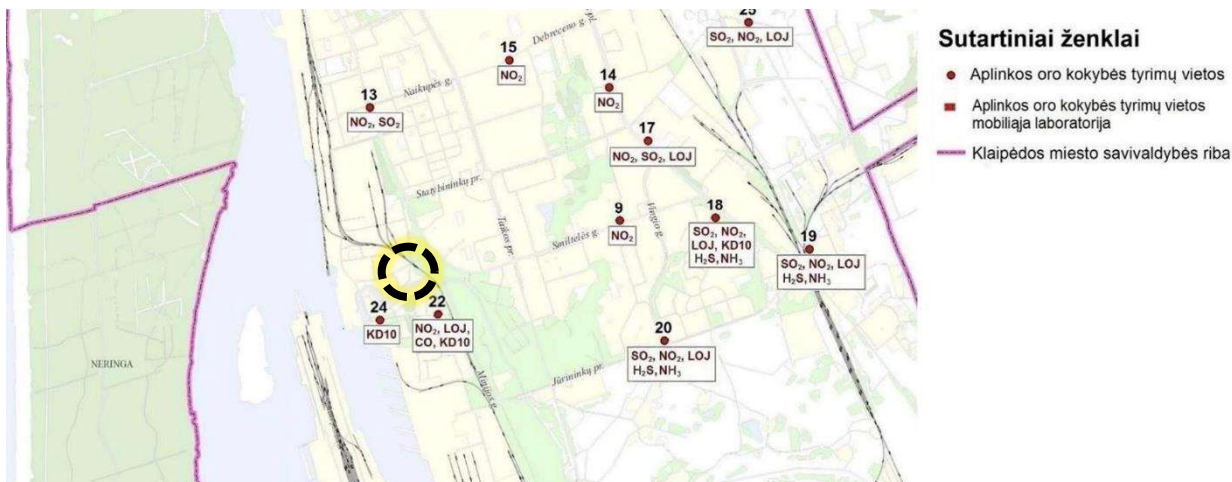 25
SO₂, NO₂, LOJ
Debreceno g.
pl.
15
NO₂
14
NO₂
Naikupės g.
13
NO₂, SO₂
17
NO₂, SO₂, LOJ
Statybininkų pr.
Taikos pr.
Smiltelės g.
9
NO₂
Vingio g.
18
SO₂, NO₂,
LOJ, KD10
H₂S, NH₃
19
SO₂, NO₂, LOJ
H₂S, NH₃
24
KD10
22
NO₂, LOJ,
CO, KD10
20
SO₂, NO₂, LOJ
H₂S, NH₃
NERINGA
Minijos g.
Jūrininkų pr.
Sutartiniai ženklai
Aplinkos oro kokybės tyrimų vietos
Aplinkos oro kokybės tyrimų vietos
mobiliąja laboratorija
Klaipėdos miesto savivaldybės riba